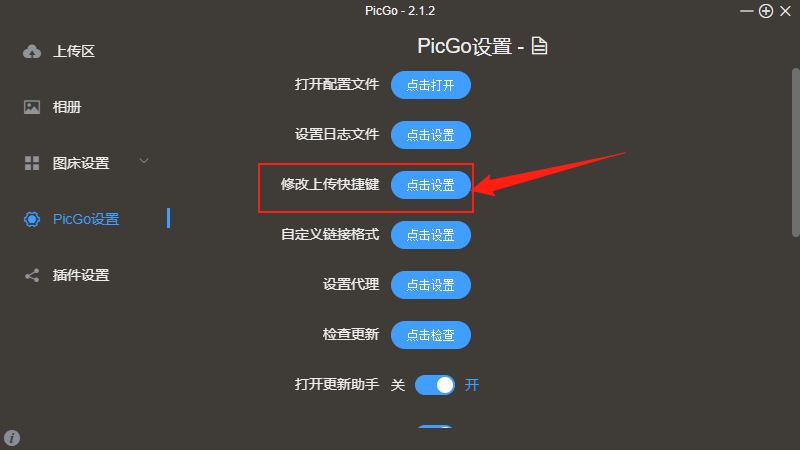 PicGo - 2.1.2
上传区
相册
图床设置
PicGo设置
插件设置
PicGo设置 -
打开配置文件 点击打开
设置日志文件 点击设置
修改上传快捷键 点击设置
自定义链接格式 点击设置
设置代理 点击设置
检查更新 点击检查
打开更新助手 关 开